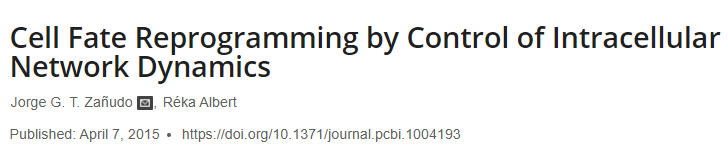 Cell Fate Reprogramming by Control of Intracellular
Network Dynamics
Jorge G. T. Zañudo, Réka Albert
Published: April 7, 2015 • https://doi.org/10.1371/journal.pcbi.1004193